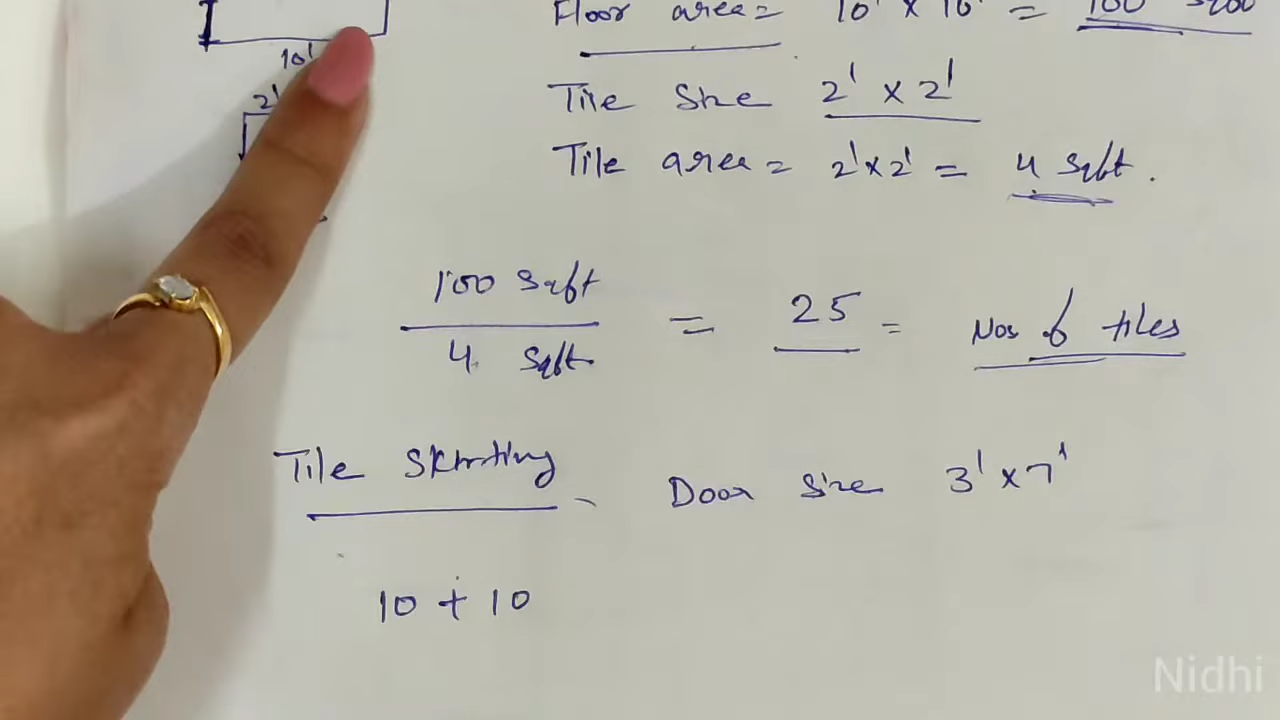 10'
2'
Floor area = 10' x 10' = 100
Tile Size 2' x 2'
Tile area = 2' x 2' = 4 Sqft.
100 Sqft
4 Sqft
= 25 = Nos of tiles
Tile Skirting - Door Size 3' x 7'
10 + 10
Nidhi